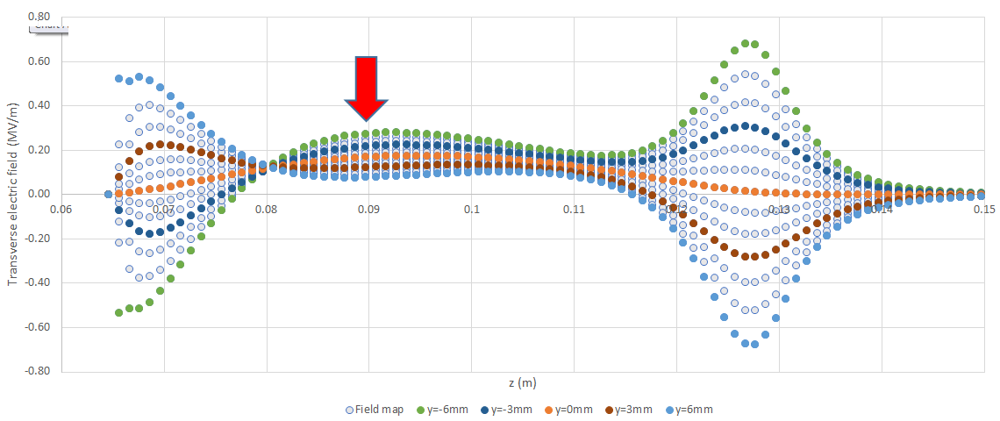 0.80
0.60
0.40
0.20
0.00
-0.20
-0.40
-0.60
-0.80
Transverse electric field (MV/m)
0.06 0.07 0.08 0.09 0.1 0.11 0.12 0.13 0.14 0.15
z (m)
Field map y=-6mm y=-3mm y=0mm y=3mm y=6mm